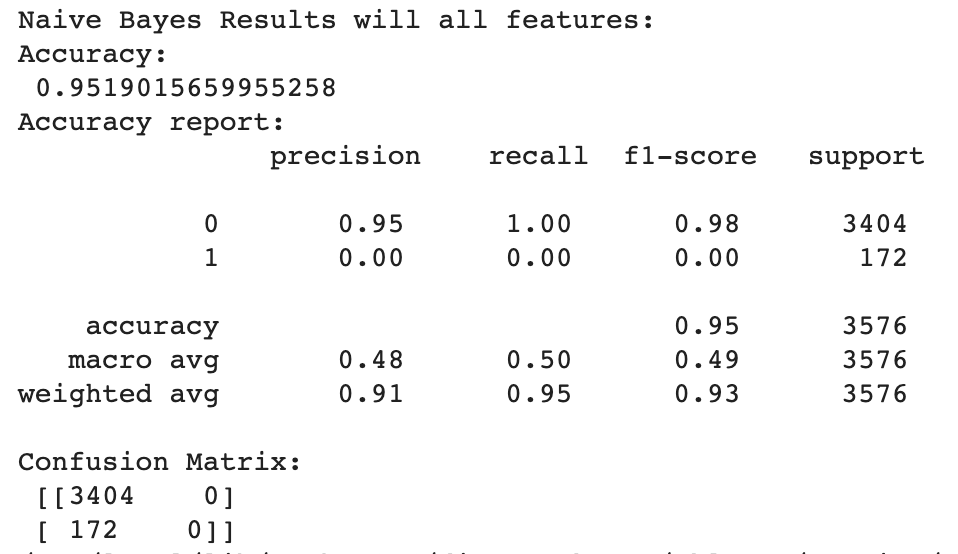 Naive Bayes Results will all features:
Accuracy:
 0.9519015659955258
Accuracy report:
              precision    recall  f1-score   support

           0       0.95      1.00      0.98      3404
           1       0.00      0.00      0.00       172

    accuracy                           0.95      3576
   macro avg       0.48      0.50      0.49      3576
weighted avg       0.91      0.95      0.93      3576

Confusion Matrix:
 [[3404    0]
 [ 172    0]]